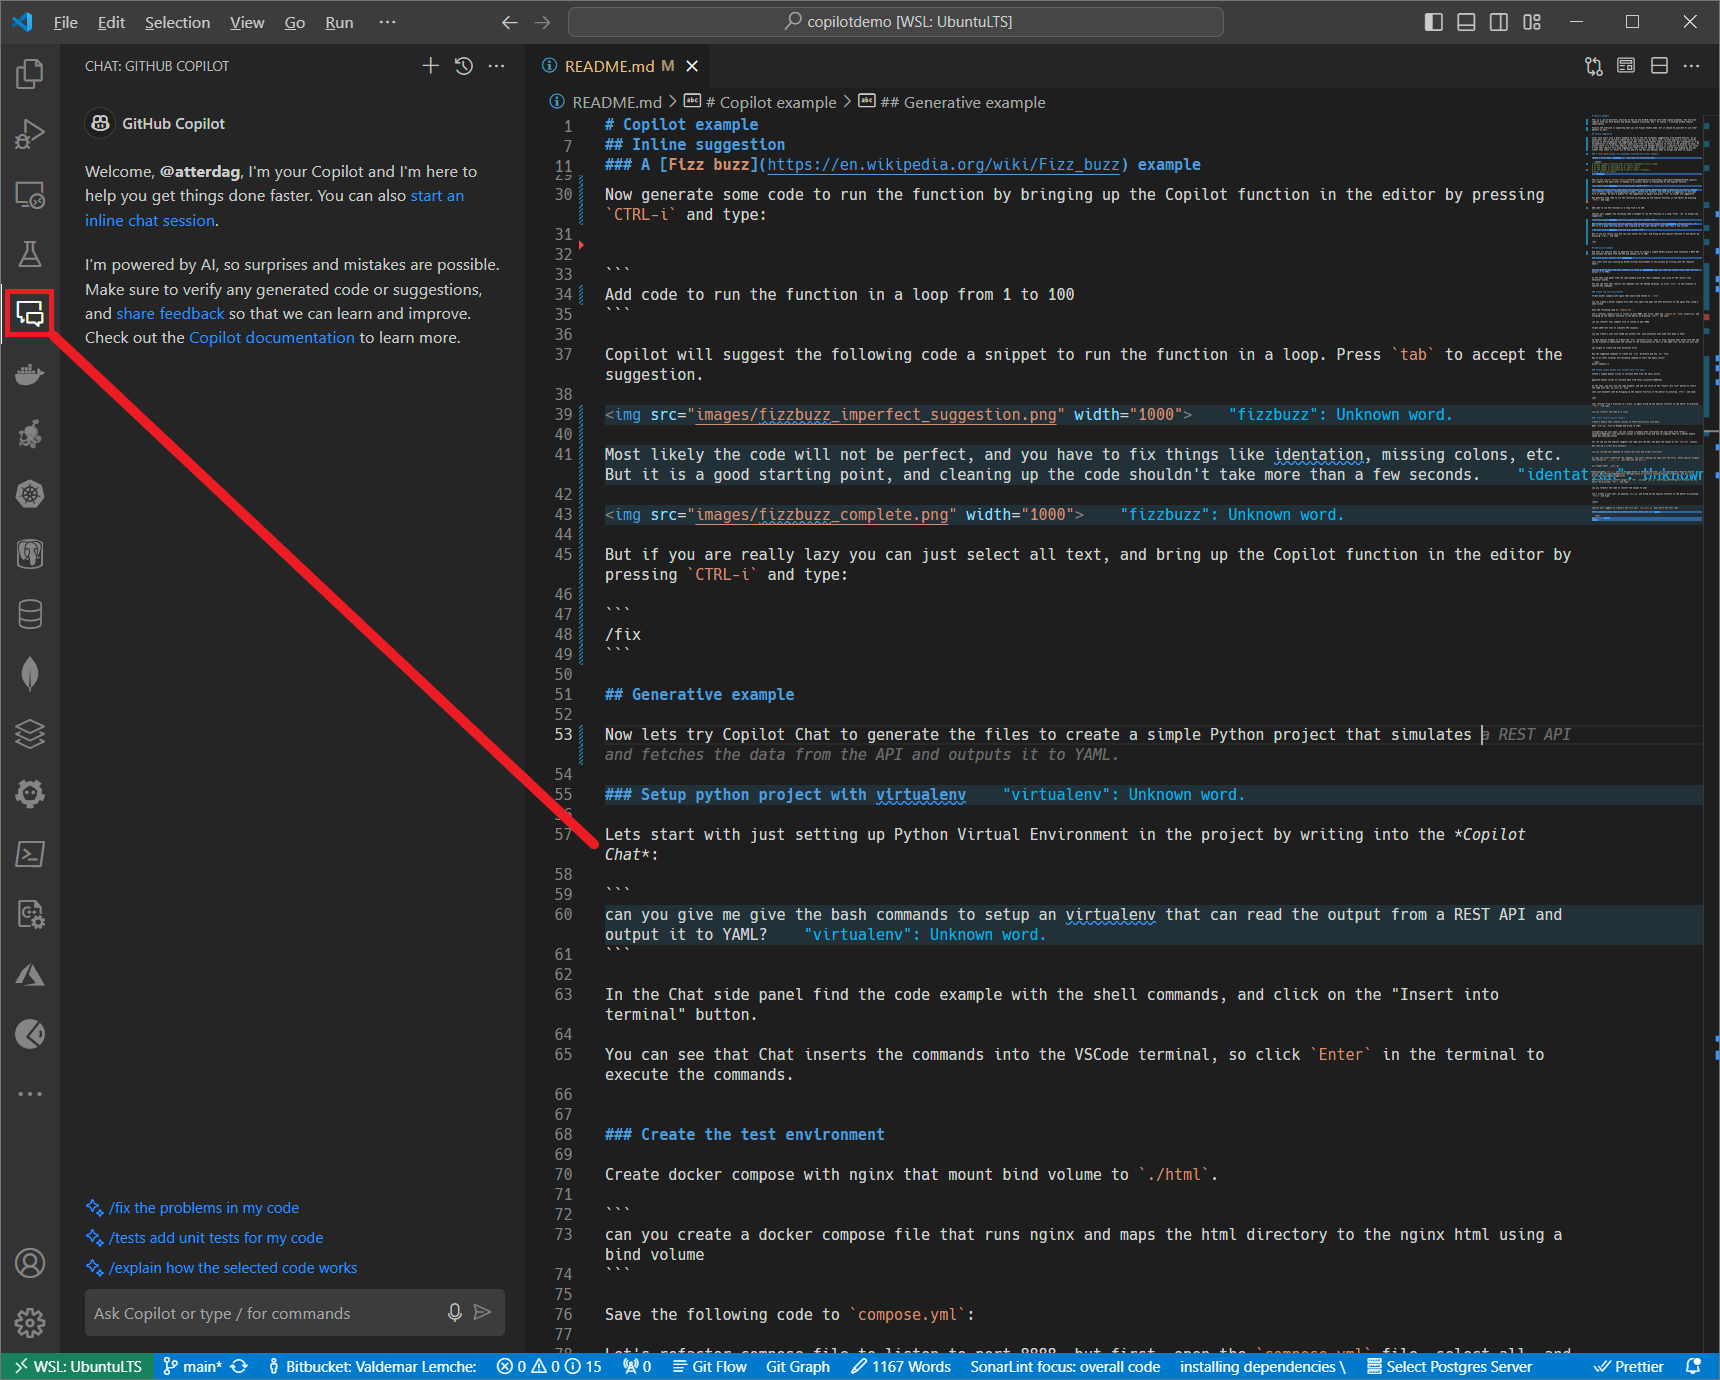 File Edit Selection View Go Run ···
copilotdemo [WSL: UbuntuLTS]
CHAT: GITHUB COPILOT
GitHub Copilot
Welcome, @atterdag, I'm your Copilot and I'm here to
help you get things done faster. You can also start an
inline chat session.
I'm powered by AI, so surprises and mistakes are possible.
Make sure to verify any generated code or suggestions,
and share feedback so that we can learn and improve.
Check out the Copilot documentation to learn more.
/fix the problems in my code
/tests add unit tests for my code
/explain how the selected code works
Ask Copilot or type / for commands
README.md M
README.md > # Copilot example > ## Generative example
1 # Copilot example
7 ## Inline suggestion
11 ### A [Fizz buzz](https://en.wikipedia.org/wiki/Fizz_buzz) example
29
30 Now generate some code to run the function by bringing up the Copilot function in the editor by pressing
`CTRL-i` and type:
31
32
33 ```
34 Add code to run the function in a loop from 1 to 100
35 ```
36
37 Copilot will suggest the following code a snippet to run the function in a loop. Press `tab` to accept the
suggestion.
38
39 <img src="images/fizzbuzz_imperfect_suggestion.png" width="1000"> "fizzbuzz": Unknown word.
40
41 Most likely the code will not be perfect, and you have to fix things like identation, missing colons, etc.
But it is a good starting point, and cleaning up the code shouldn't take more than a few seconds. "identation": Unknown
42
43 <img src="images/fizzbuzz_complete.png" width="1000"> "fizzbuzz": Unknown word.
44
45 But if you are really lazy you can just select all text, and bring up the Copilot function in the editor by
pressing `CTRL-i` and type:
46
47 ```
48 /fix
49 ```
50
51 ## Generative example
52
53 Now lets try Copilot Chat to generate the files to create a simple Python project that simulates a REST API
and fetches the data from the API and outputs it to YAML.
54
55 ### Setup python project with virtualenv "virtualenv": Unknown word.
56
57 Lets start with just setting up Python Virtual Environment in the project by writing into the *Copilot
Chat*:
58
59 ```
60 can you give me give the bash commands to setup an virtualenv that can read the output from a REST API and
output it to YAML? "virtualenv": Unknown word.
61 ```
62
63 In the Chat side panel find the code example with the shell commands, and click on the "Insert into
terminal" button.
64
65 You can see that Chat inserts the commands into the VSCode terminal, so click `Enter` in the terminal to
execute the commands.
66
67
68 ### Create the test environment
69
70 Create docker compose with nginx that mount bind volume to `./html`.
71
72 ```
73 can you create a docker compose file that runs nginx and maps the html directory to the nginx html using a
bind volume
74 ```
75
76 Save the following code to `compose.yml`:
77
78 Let's refactor compose file to listen to port 8888, but first, open the `compose.yml` file, select all, and
WSL: UbuntuLTS main* Bitbucket: Valdemar Lemche: 0 0 15 0 Git Flow Git Graph 1167 Words SonarLint focus: overall code installing dependencies \ Select Postgres Server Prettier